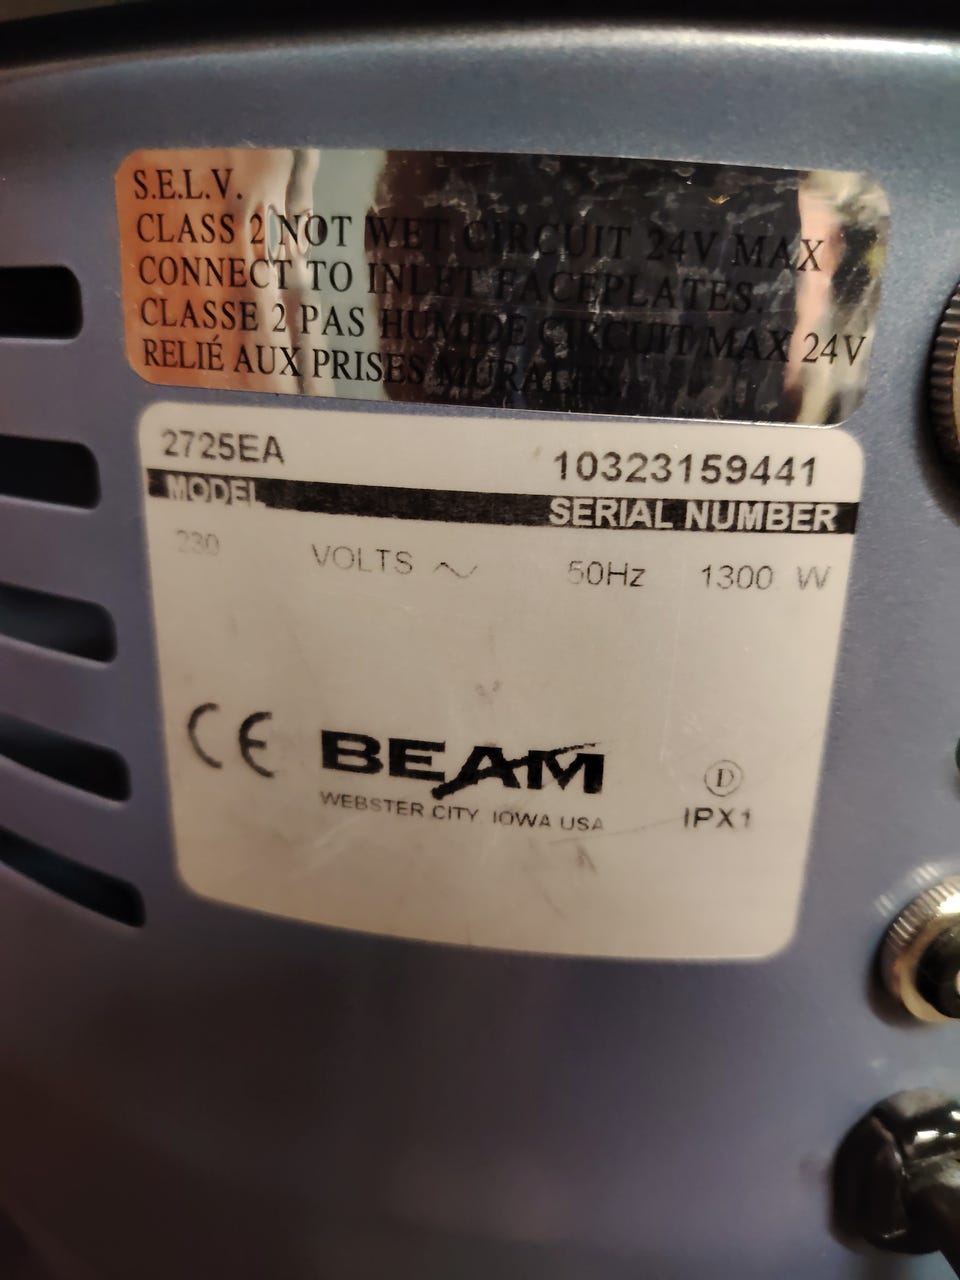 S.E.L.V.
CLASS 2 NOT WET CIRCUIT 24V MAX
CONNECT TO INLET FACEPLATES.
CLASSE 2 PAS HUMIDE CIRCUIT MAX 24V
RELIÉ AUX PRISES MURALES
2725EA 10323159441
MODEL SERIAL NUMBER
230 VOLTS ~ 50Hz 1300 W
CE BEAM
WEBSTER CITY, IOWA USA
D
IPX1